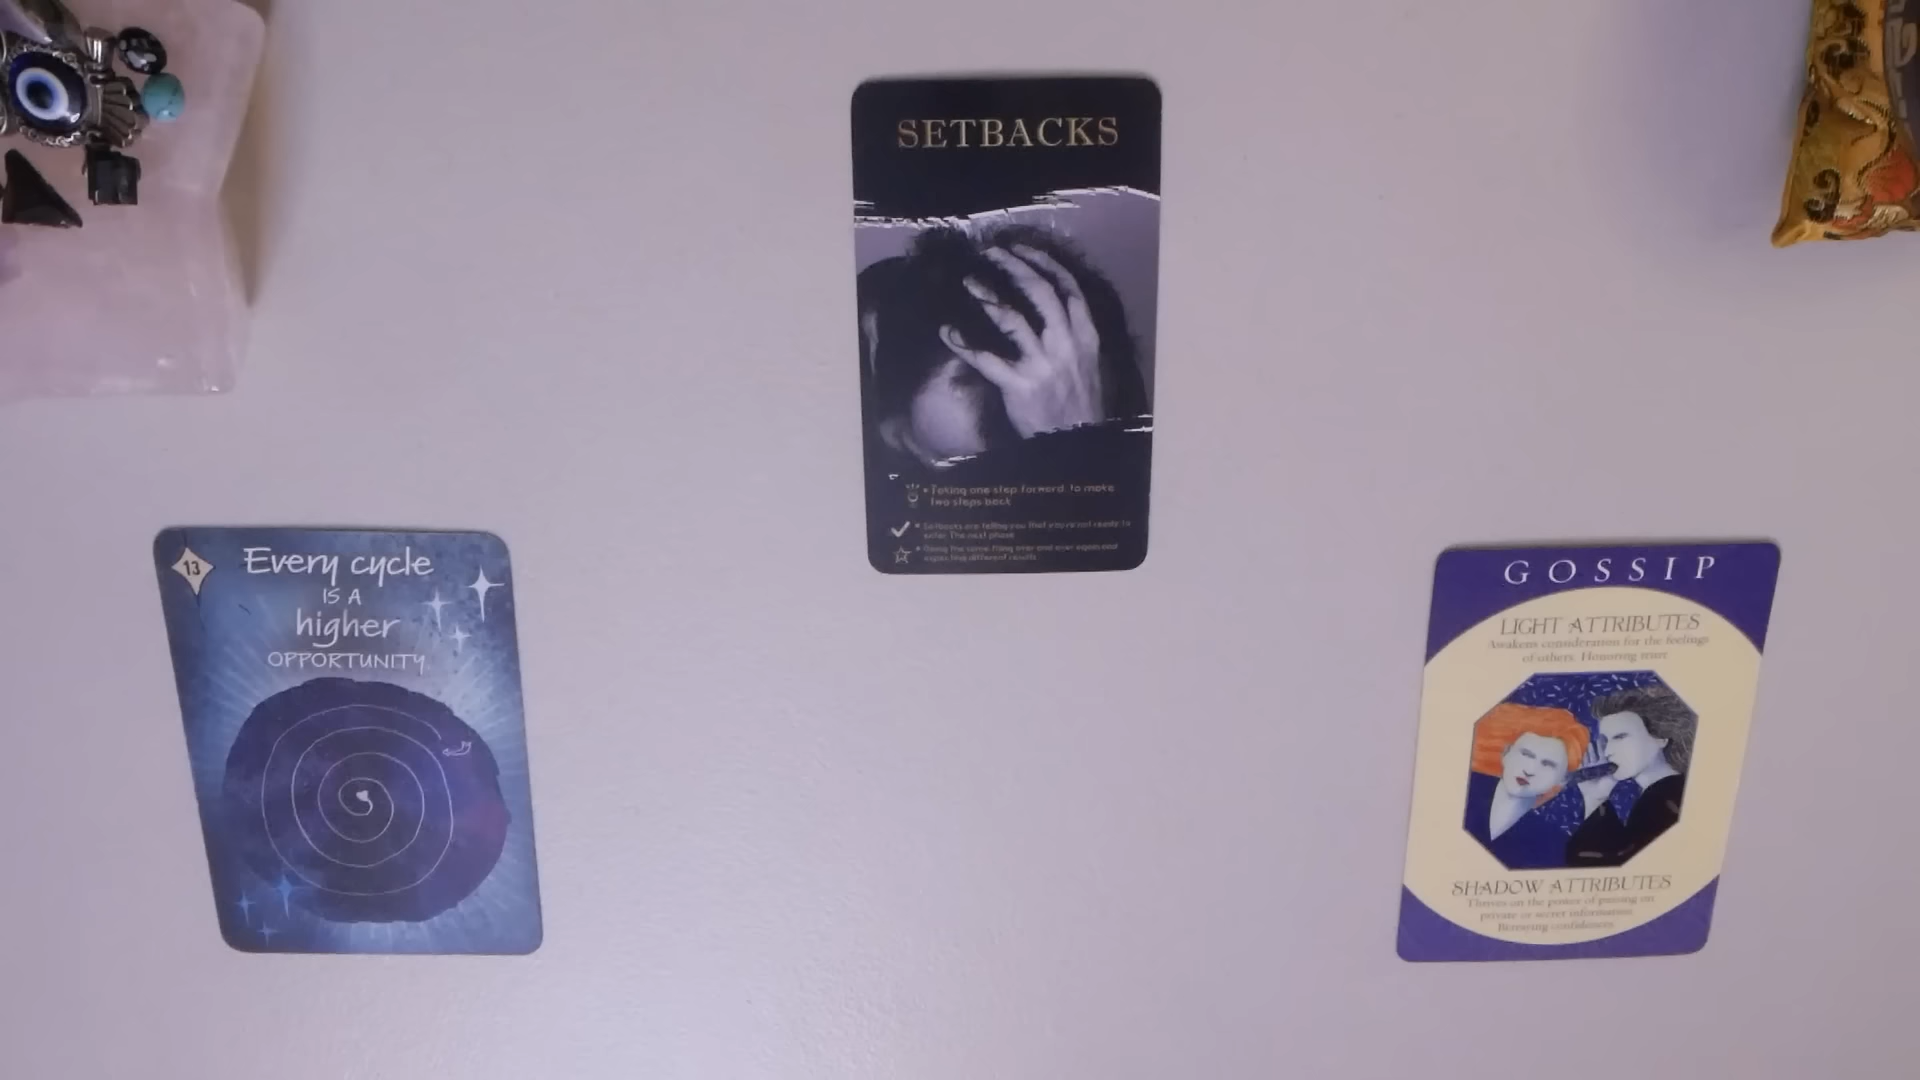 SETBACKS
Taking one step forward, to make
two steps back
Setbacks are telling you that you've not ready to
enter The next phase
Doing the same thing over and over again and
expecting different results
13
Every cycle
IS A
higher
OPPORTUNITY.
GOSSIP
LIGHT ATTRIBUTES
Awakens consideration for the feelings
of others. Honoring trust
SHADOW ATTRIBUTES
Thrives on the power of passing on
private or secret information.
Betraying confidences